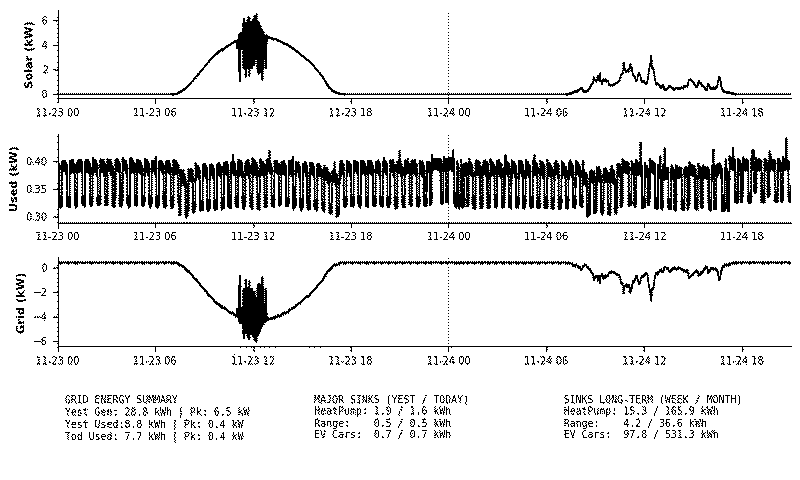 Solar (kW)
6
4
2
0
11-23 00 11-23 06 11-23 12 11-23 18 11-24 00 11-24 06 11-24 12 11-24 18
Used (kW)
0.40
0.35
0.30
11-23 00 11-23 06 11-23 12 11-23 18 11-24 00 11-24 06 11-24 12 11-24 18
Grid (kW)
0
−2
−4
−6
11-23 00 11-23 06 11-23 12 11-23 18 11-24 00 11-24 06 11-24 12 11-24 18
GRID ENERGY SUMMARY
Yest Gen: 28.8 kWh | Pk: 6.5 kW
Yest Used:8.8 kWh | Pk: 0.4 kW
Tod Used: 7.7 kWh | Pk: 0.4 kW
MAJOR SINKS (YEST / TODAY)
HeatPump: 1.9 / 1.6 kWh
Range: 0.5 / 0.5 kWh
EV Cars: 0.7 / 0.7 kWh
SINKS LONG-TERM (WEEK / MONTH)
HeatPump: 15.3 / 165.9 kWh
Range: 4.2 / 36.6 kWh
EV Cars: 97.8 / 531.3 kWh